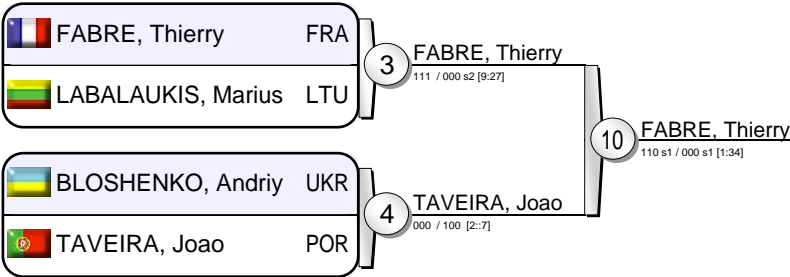 FABRE, Thierry FRA
LABALAUKIS, Marius LTU
3
FABRE, Thierry
111 / 000 s2 [9:27]
BLOSHENKO, Andriy UKR
TAVEIRA, Joao POR
4
TAVEIRA, Joao
000 / 100 [2::7]
10
FABRE, Thierry
110 s1 / 000 s1 [1:34]